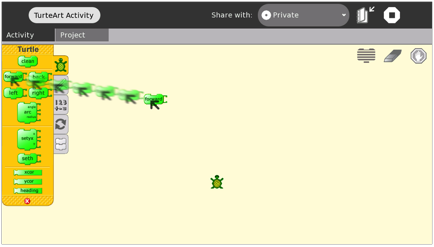 TurteArt Activity
Share with:
Private
Activity
Project
Turtle
clean
forward
back
forward
left
right
arc
setxy
seth
xcor
ycor
heading